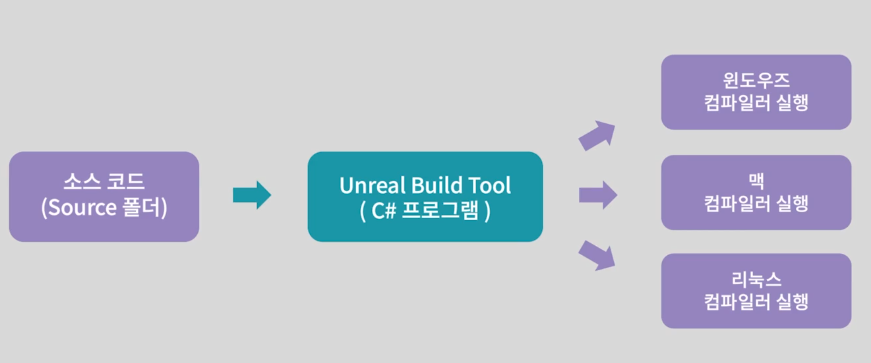 소스 코드
(Source 폴더)
Unreal Build Tool
( C# 프로그램 )
윈도우즈
컴파일러 실행
맥
컴파일러 실행
리눅스
컴파일러 실행